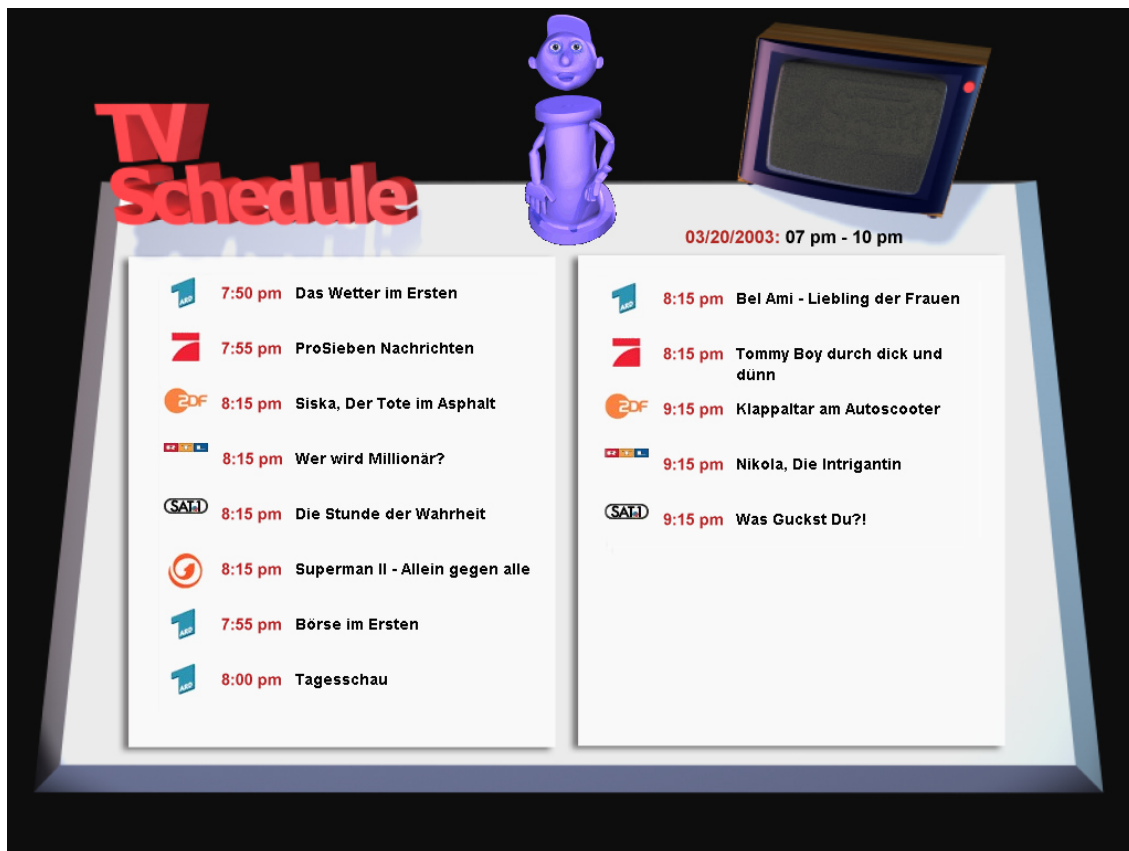 TV
Schedule
03/20/2003: 07 pm - 10 pm
ARD 7:50 pm Das Wetter im Ersten
7:55 pm ProSieben Nachrichten
ZDF 8:15 pm Siska, Der Tote im Asphalt
8:15 pm Wer wird Millionär?
SAT.1 8:15 pm Die Stunde der Wahrheit
8:15 pm Superman II - Allein gegen alle
ARD 7:55 pm Börse im Ersten
ARD 8:00 pm Tagesschau
ARD 8:15 pm Bel Ami - Liebling der Frauen
8:15 pm Tommy Boy durch dick und
dünn
ZDF 9:15 pm Klappaltar am Autoscooter
9:15 pm Nikola, Die Intrigantin
SAT.1 9:15 pm Was Guckst Du?!